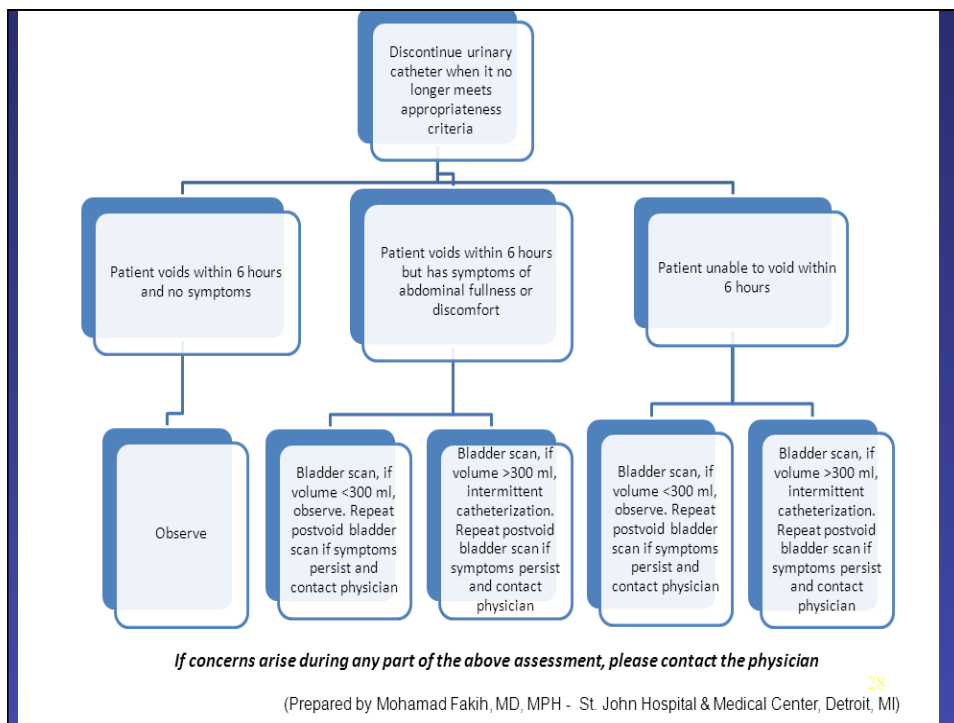 Discontinue urinary
catheter when it no
longer meets
appropriateness
criteria
Patient voids within 6 hours
and no symptoms
Patient voids within 6 hours
but has symptoms of
abdominal fullness or
discomfort
Patient unable to void within
6 hours
Observe
Bladder scan, if
volume <300 ml,
observe. Repeat
postvoid bladder
scan if symptoms
persist and
contact physician
Bladder scan, if
volume >300 ml,
intermittent
catheterization.
Repeat postvoid
bladder scan if
symptoms persist
and contact
physician
Bladder scan, if
volume <300 ml,
observe. Repeat
postvoid bladder
scan if symptoms
persist and
contact physician
Bladder scan, if
volume >300 ml,
intermittent
catheterization.
Repeat postvoid
bladder scan if
symptoms persist
and contact
physician
If concerns arise during any part of the above assessment, please contact the physician
28
(Prepared by Mohamad Fakih, MD, MPH - St. John Hospital & Medical Center, Detroit, MI)